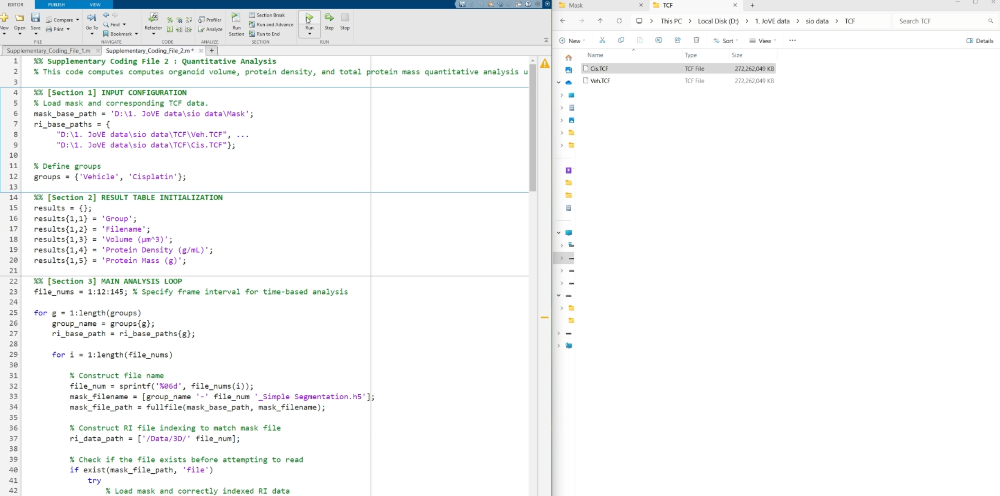 EDITOR PUBLISH VIEW
New Open Save Compare Print Go To Find Bookmark Refactor Profiler Analyze Run Section Section Break Run and Advance Run to End Run Step Stop
FILE NAVIGATE CODE ANALYZE SECTION RUN
Supplementary_Coding_File_1.m Supplementary_Coding_File_2.m *
1 %% Supplementary Coding File 2 : Quantitative Analysis
2 % This code computes computes organoid volume, protein density, and total protein mass quantitative analysis u
3
4 %% [Section 1] INPUT CONFIGURATION
5 % Load mask and corresponding TCF data.
6 mask_base_path = 'D:\1. JoVE data\sio data\Mask';
7 ri_base_paths = {
8 "D:\1. JoVE data\sio data\TCF\Veh.TCF", ...
9 "D:\1. JoVE data\sio data\TCF\Cis.TCF"};
10
11 % Define groups
12 groups = {'Vehicle', 'Cisplatin'};
13
14 %% [Section 2] RESULT TABLE INITIALIZATION
15 results = {};
16 results{1,1} = 'Group';
17 results{1,2} = 'Filename';
18 results{1,3} = 'Volume (µm^3)';
19 results{1,4} = 'Protein Density (g/mL)';
20 results{1,5} = 'Protein Mass (g)';
21
22 %% [Section 3] MAIN ANALYSIS LOOP
23 file_nums = 1:12:145; % Specify frame interval for time-based analysis
24
25 for g = 1:length(groups)
26 group_name = groups{g};
27 ri_base_path = ri_base_paths{g};
28
29 for i = 1:length(file_nums)
30
31 % Construct file name
32 file_num = sprintf('%06d', file_nums(i));
33 mask_filename = [group_name '-' file_num '_Simple Segmentation.h5'];
34 mask_file_path = fullfile(mask_base_path, mask_filename);
35
36 % Construct RI file indexing to match mask file
37 ri_data_path = ['/Data/3D/' file_num];
38
39 % Check if the file exists before attempting to read
40 if exist(mask_file_path, 'file')
41 try
42 % Load mask and correctly indexed RI data
Mask TCF
This PC > Local Disk (D:) > 1. JoVE data > sio data > TCF Search TCF
New Sort View Details
Name Type Size
Cis.TCF TCF File 272,262,049 KB
Veh.TCF TCF File 272,262,049 KB